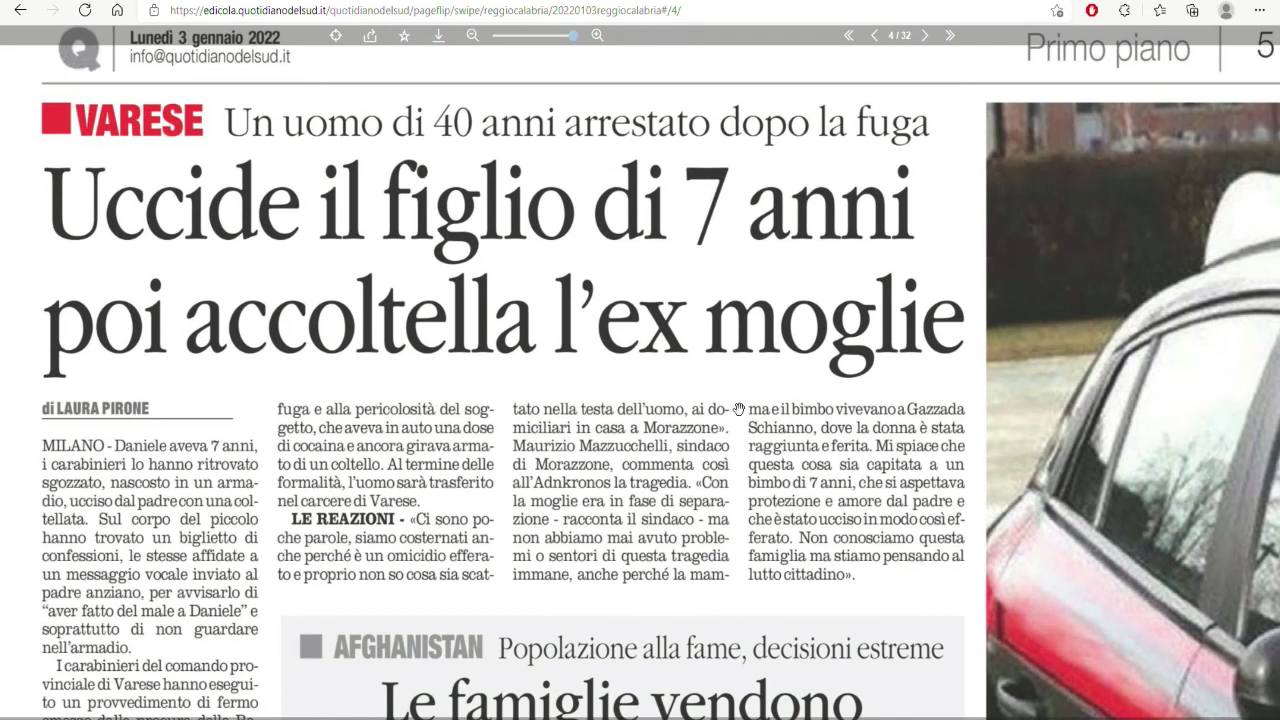 https://edicola.quotidianodelsud.it/quotidianodelsud/pageflip/swipe/reggiocalabria/20220103reggiocalabria#/4/
4 / 32
Q
Lunedì 3 gennaio 2022
info@quotidianodelsud.it
Primo piano
5
VARESE Un uomo di 40 anni arrestato dopo la fuga
Uccide il figlio di 7 anni
poi accoltella l'ex moglie
di LAURA PIRONE
MILANO - Daniele aveva 7 anni,
i carabinieri lo hanno ritrovato
sgozzato, nascosto in un arma-
dio, ucciso dal padre con una col-
tellata. Sul corpo del piccolo
hanno trovato un biglietto di
confessioni, le stesse affidate a
un messaggio vocale inviato al
padre anziano, per avvisarlo di
"aver fatto del male a Daniele" e
soprattutto di non guardare
nell'armadio.
I carabinieri del comando pro-
vinciale di Varese hanno esegui-
to un provvedimento di fermo
fuga e alla pericolosità del sog-
getto, che aveva in auto una dose
di cocaina e ancora girava arma-
to di un coltello. Al termine delle
formalità, l'uomo sarà trasferito
nel carcere di Varese.
LE REAZIONI - «Ci sono po-
che parole, siamo costernati an-
che perché è un omicidio effera-
to e proprio non so cosa sia scat-
tato nella testa dell'uomo, ai do-
miciliari in casa a Morazzone».
Maurizio Mazzucchelli, sindaco
di Morazzone, commenta così
all'Adnkronos la tragedia. «Con
la moglie era in fase di separa-
zione - racconta il sindaco - ma
non abbiamo mai avuto proble-
mi o sentori di questa tragedia
immane, anche perché la mam-
ma e il bimbo vivevano a Gazzada
Schianno, dove la donna è stata
raggiunta e ferita. Mi spiace che
questa cosa sia capitata a un
bimbo di 7 anni, che si aspettava
protezione e amore dal padre e
che è stato ucciso in modo così ef-
ferato. Non conosciamo questa
famiglia ma stiamo pensando al
lutto cittadino».
AFGHANISTAN Popolazione alla fame, decisioni estreme
Le famiglie vendono